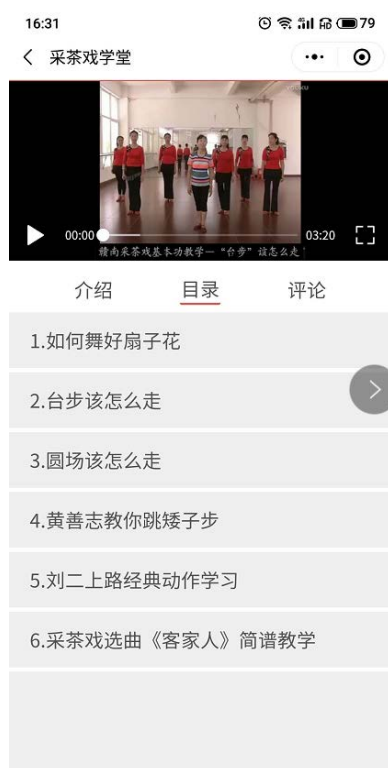 16:31
79
采茶戏学堂
00:00
03:20
赣南采茶戏基本功教学—“台步”该怎么走
介绍
目录
评论
1.如何舞好扇子花
2.台步该怎么走
3.圆场该怎么走
4.黄善志教你跳矮子步
5.刘二上路经典动作学习
6.采茶戏选曲《客家人》简谱教学